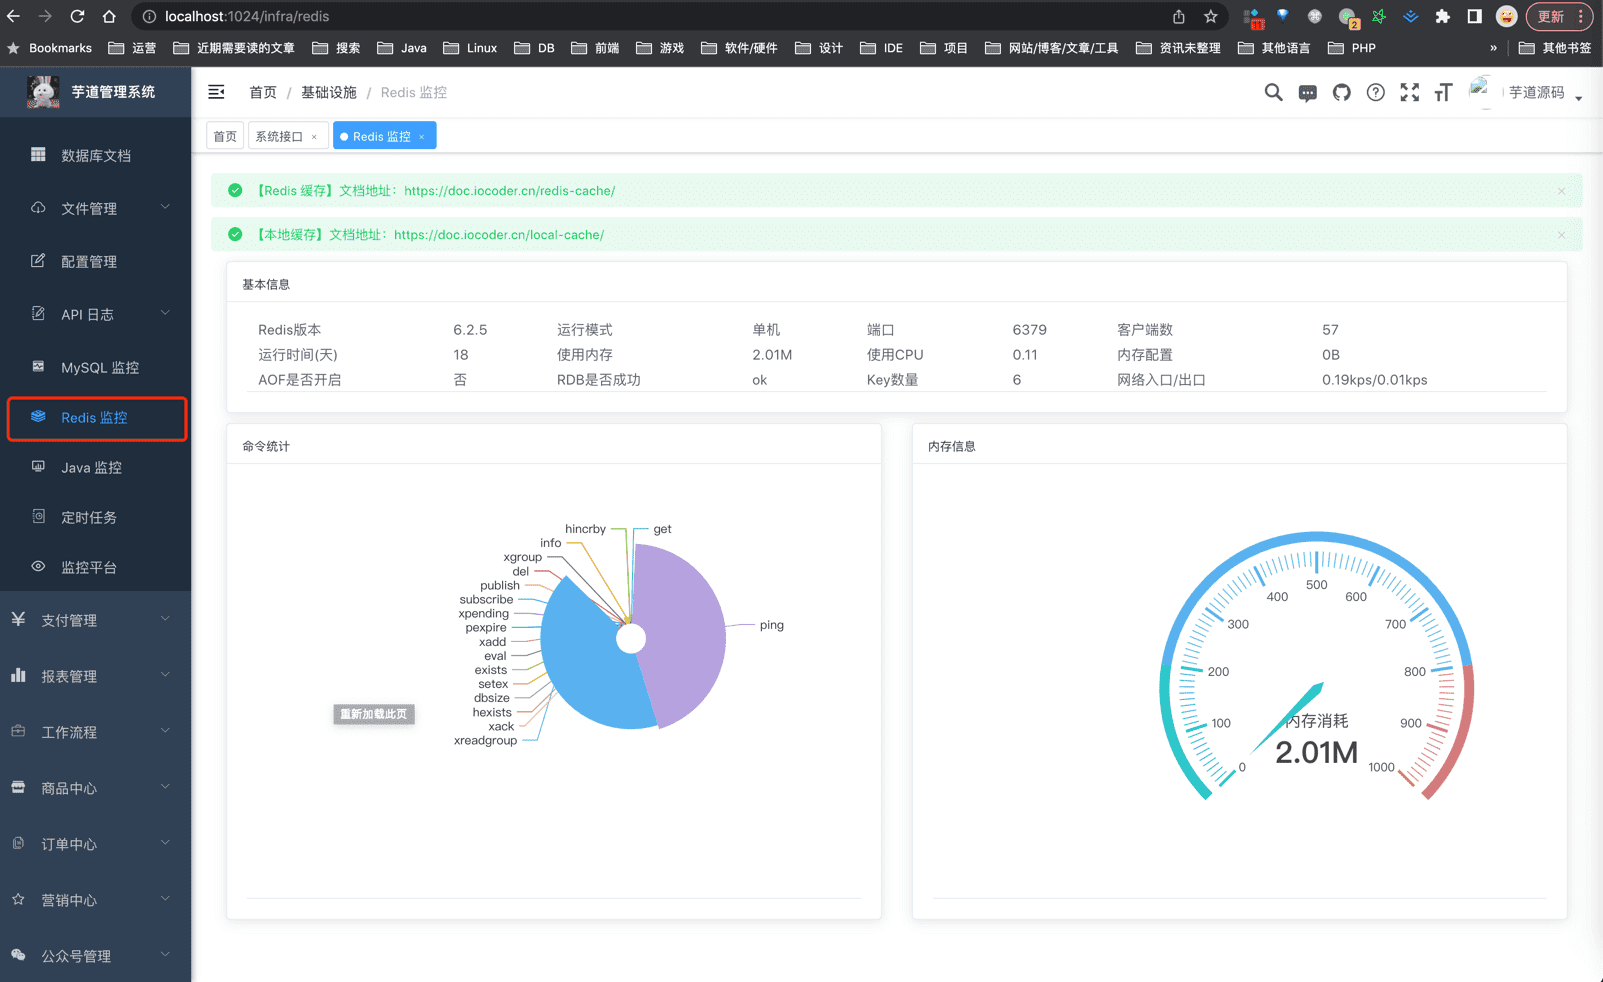 localhost:1024/infra/redis
11
2
更新
Bookmarks 运营 近期需要读的文章 搜索 Java Linux DB 前端 游戏 软件/硬件 设计 IDE 项目 网站/博客/文章/工具 资讯未整理 其他语言 PHP » 其他书签
芋道管理系统
首页 / 基础设施 / Redis 监控
芋道源码
首页 系统接口 × Redis 监控 ×
数据库文档
文件管理
配置管理
API 日志
MySQL 监控
Redis 监控
Java 监控
定时任务
监控平台
支付管理
报表管理
工作流程
商品中心
订单中心
营销中心
公众号管理
【Redis 缓存】文档地址：https://doc.iocoder.cn/redis-cache/
【本地缓存】文档地址：https://doc.iocoder.cn/local-cache/
基本信息
Redis版本 6.2.5 运行模式 单机 端口 6379 客户端数 57
运行时间(天) 18 使用内存 2.01M 使用CPU 0.11 内存配置 0B
AOF是否开启 否 RDB是否成功 ok Key数量 6 网络入口/出口 0.19kps/0.01kps
命令统计
hincrby
get
info
xgroup
del
publish
subscribe
xpending
pexpire
ping
xadd
eval
exists
setex
dbsize
hexists
xack
xreadgroup
重新加载此页
内存信息
0
100
200
300
400
500
600
700
800
900
1000
内存消耗
2.01M